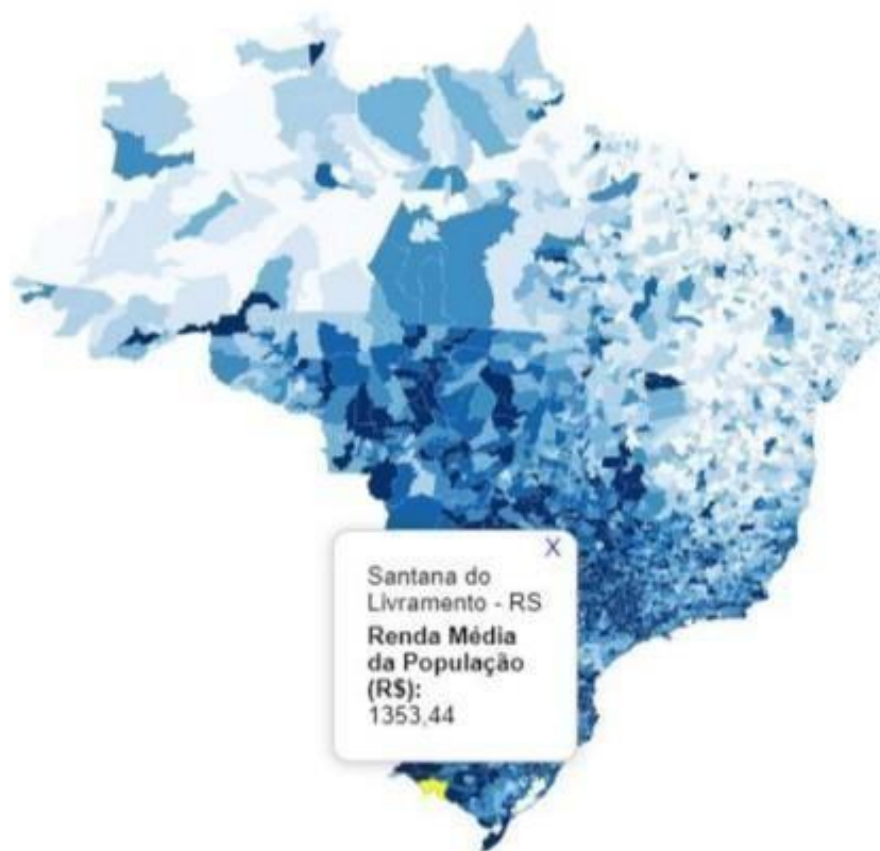 X
Santana do
Livramento - RS
Renda Média
da População
(R$):
1353,44